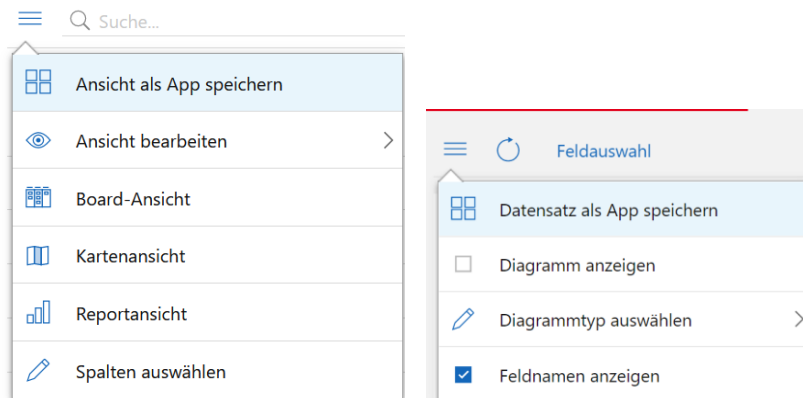 Suche...
Ansicht als App speichern
Ansicht bearbeiten
Board-Ansicht
Kartenansicht
Reportansicht
Spalten auswählen
Feldauswahl
Datensatz als App speichern
Diagramm anzeigen
Diagrammtyp auswählen
Feldnamen anzeigen